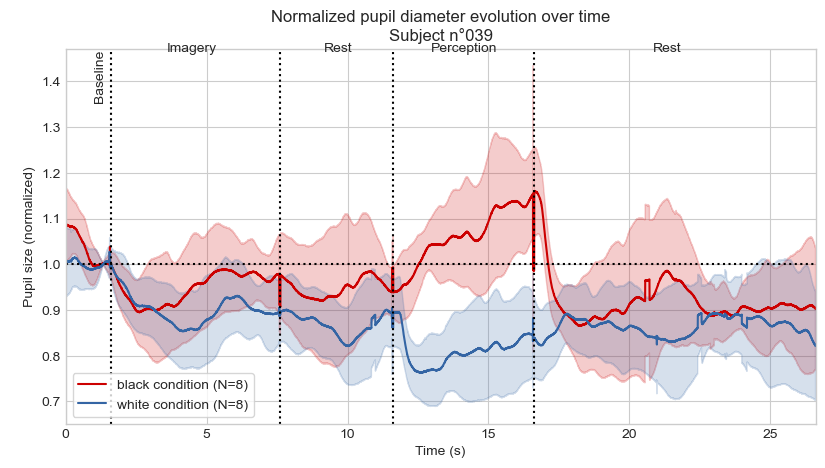 Normalized pupil diameter evolution over time
Subject n°039
Baseline
Imagery
Rest
Perception
Rest
Pupil size (normalized)
1.4
1.3
1.2
1.1
1.0
0.9
0.8
0.7
black condition (N=8)
white condition (N=8)
0
5
10
15
20
25
Time (s)